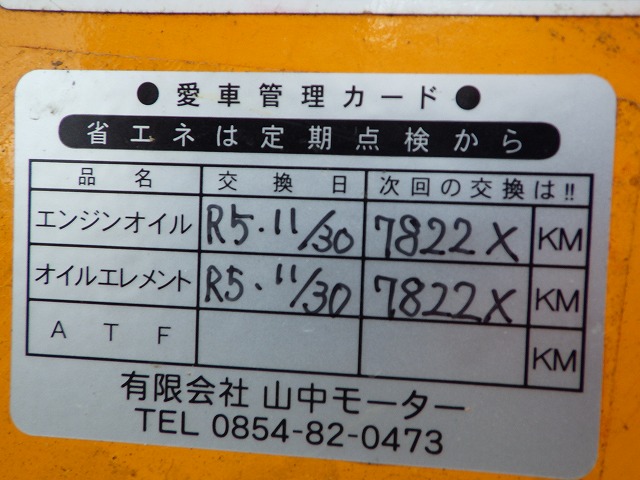 ● 愛車管理カード ●
省エネは定期点検から
品名 交換日 次回の交換は!!
エンジンオイル R5.11/30 7822X KM
オイルエレメント R5.11/30 7822X KM
ATF KM
有限会社 山中モーター
TEL 0854-82-0473